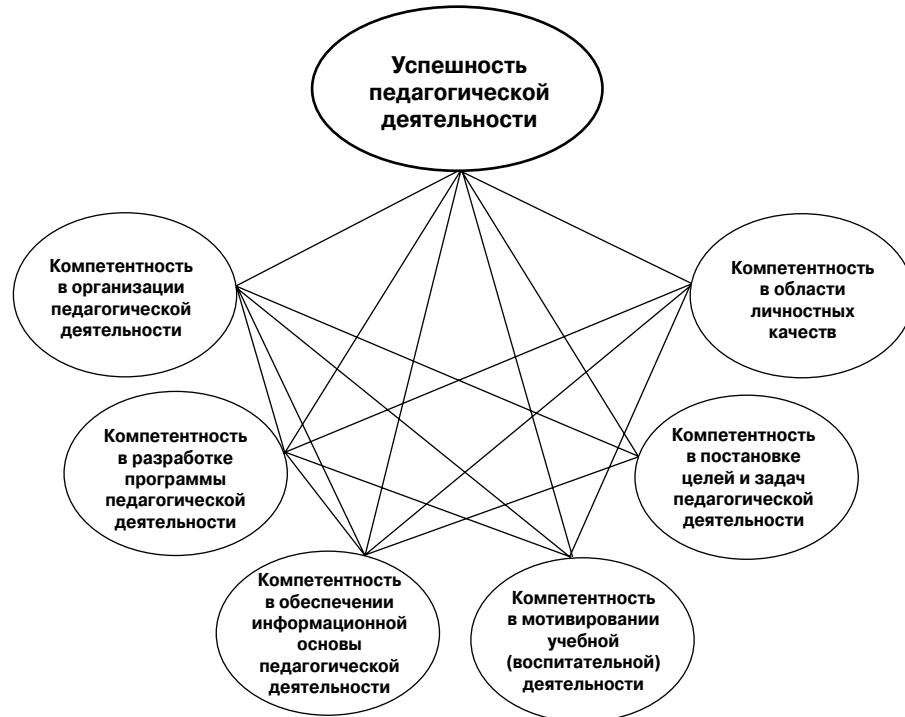 Успешность
педагогической
деятельности
Компетентность
в организации
педагогической
деятельности
Компетентность
в области
личностных
качеств
Компетентность
в разработке
программы
педагогической
деятельности
Компетентность
в постановке
целей и задач
педагогической
деятельности
Компетентность
в обеспечении
информационной
основы
педагогической
деятельности
Компетентность
в мотивировании
учебной
(воспитательной)
деятельности